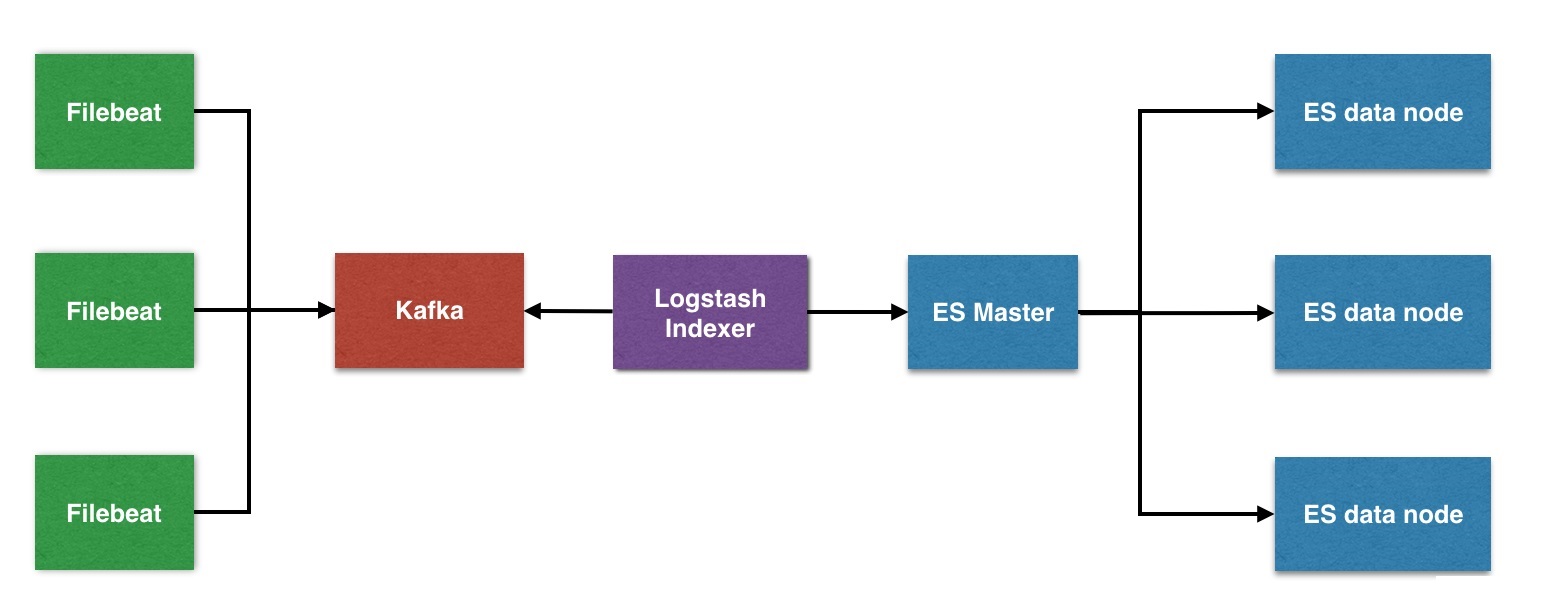 Filebeat
ES data node
Filebeat
Kafka
Logstash
Indexer
ES Master
ES data node
Filebeat
ES data node